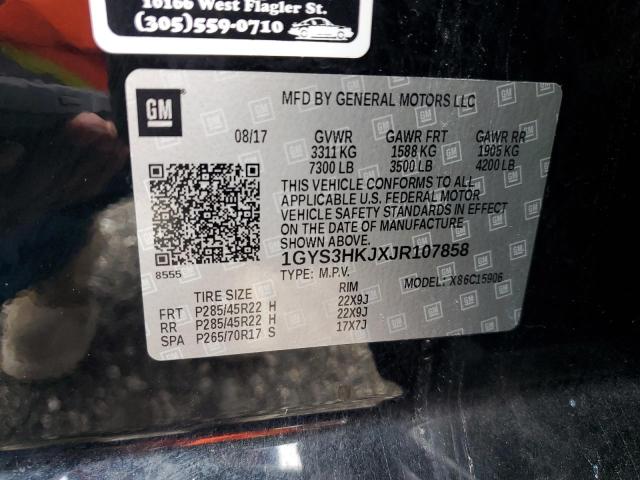 10166 West Flagler St.
(305)559-0710
GM
MFD BY GENERAL MOTORS LLC
08/17 GVWR GAWR FRT GAWR RR
3311 KG 1588 KG 1905 KG
7300 LB 3500 LB 4200 LB
THIS VEHICLE CONFORMS TO ALL
APPLICABLE U.S. FEDERAL MOTOR
VEHICLE SAFETY STANDARDS IN EFFECT
ON THE DATE OF MANUFACTURE
SHOWN ABOVE.
8555
1GYS3HKJXJR107858
TYPE: M.P.V. MODEL: X86C15906
TIRE SIZE RIM
FRT P285/45R22 H 22X9J
RR P285/45R22 H 22X9J
SPA P265/70R17 S 17X7J